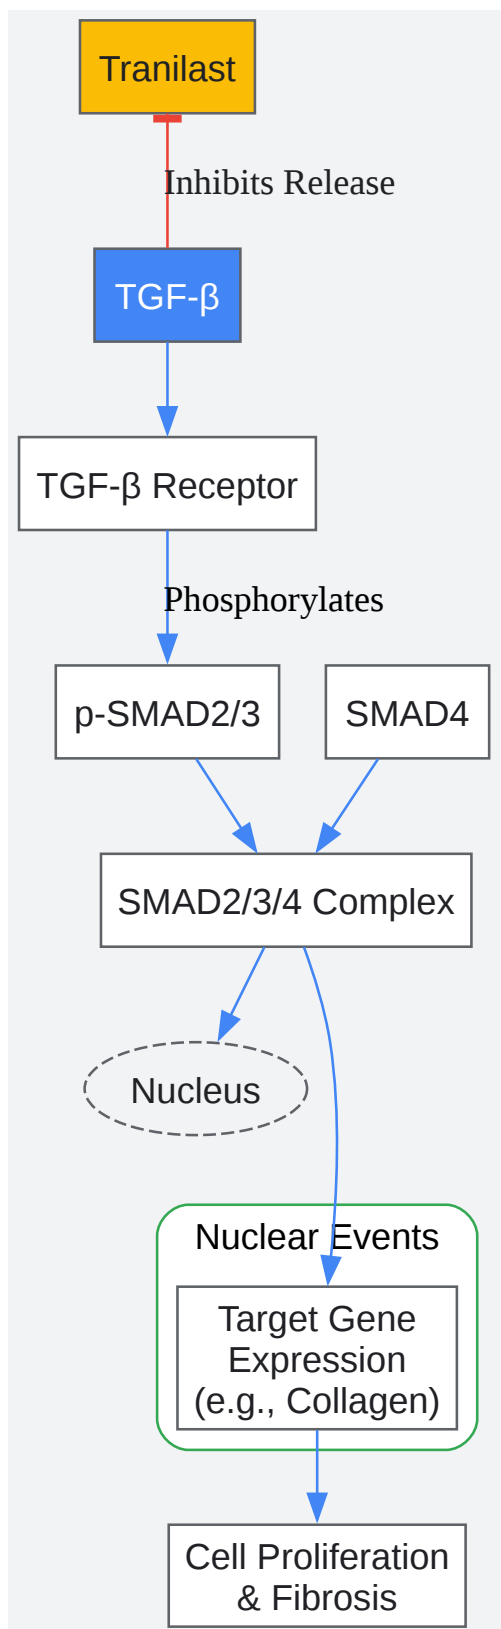 Tranilast
Inhibits Release
TGF-β
TGF-β Receptor
Phosphorylates
p-SMAD2/3
SMAD4
SMAD2/3/4 Complex
Nucleus
Nuclear Events
Target Gene
Expression
(e.g., Collagen)
Cell Proliferation
& Fibrosis